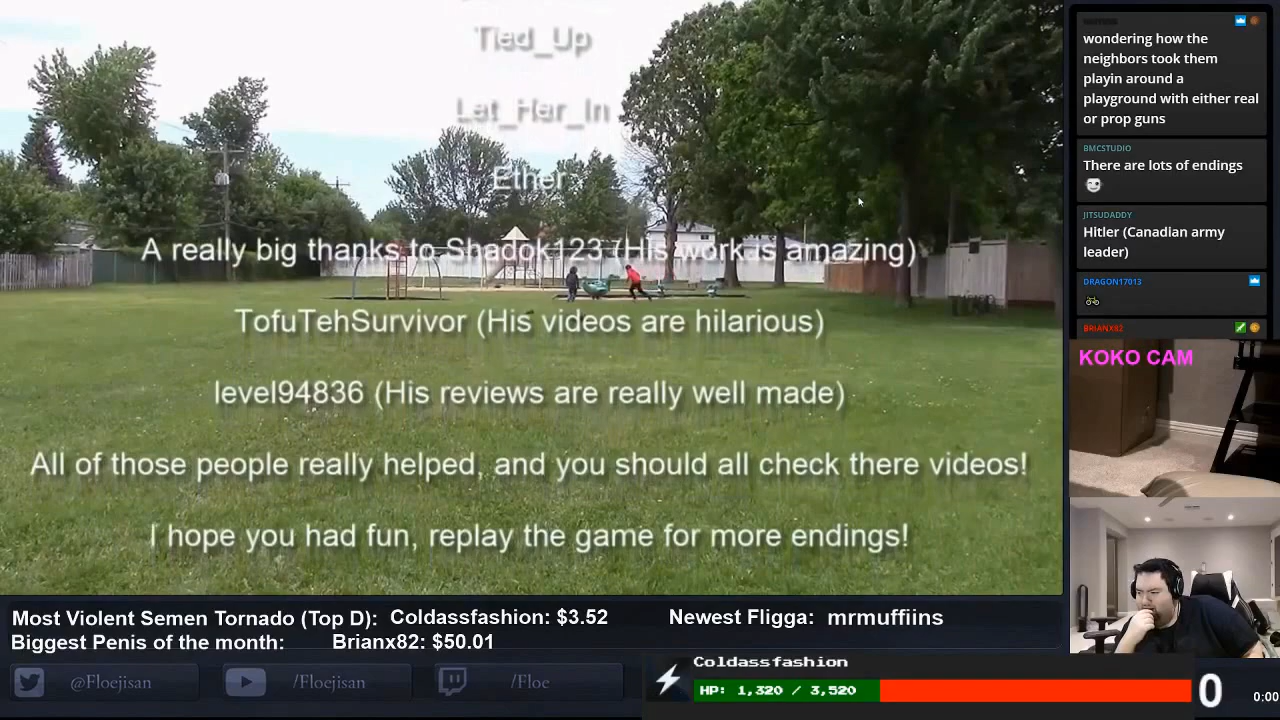 Tied_Up
Let_Her_In
Ether
A really big thanks to Shadok123 (His work is amazing)
TofuTehSurvivor (His videos are hilarious)
level94836 (His reviews are really well made)
All of those people really helped, and you should all check there videos!
I hope you had fun, replay the game for more endings!
wondering how the
neighbors took them
playin around a
playground with either real
or prop guns
BMCSTUDIO
There are lots of endings
JITSUDADDY
Hitler (Canadian army
leader)
DRAGON17013
BRIANX82
KOKO CAM
Most Violent Semen Tornado (Top D): Coldassfashion: $3.52
Newest Fligga: mrmuffiins
Biggest Penis of the month: Brianx82: $50.01
@Floejisan
/Floejisan
/Floe
Coldassfashion
HP: 1,320 / 3,520
0
0:00